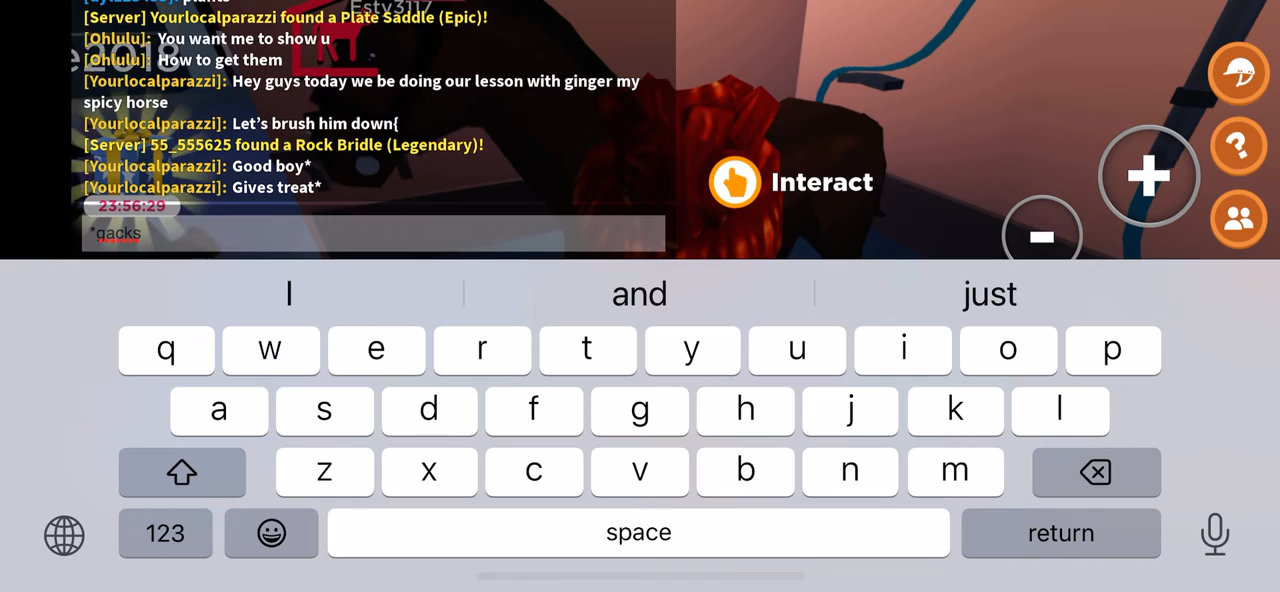 plants
Esty3117
[Server] Yourlocalparazzi found a Plate Saddle (Epic)!
[Ohlulu]: You want me to show u
e2018
[Ohlulu]: How to get them
[Yourlocalparazzi]: Hey guys today we be doing our lesson with ginger my
spicy horse
[Yourlocalparazzi]: Let’s brush him down{
[Server] 55_555625 found a Rock Bridle (Legendary)!
[Yourlocalparazzi]: Good boy*
[Yourlocalparazzi]: Gives treat*
23:56:29
*gacks
Interact
I and just
q w e r t y u i o p
a s d f g h j k l
z x c v b n m
123 space return